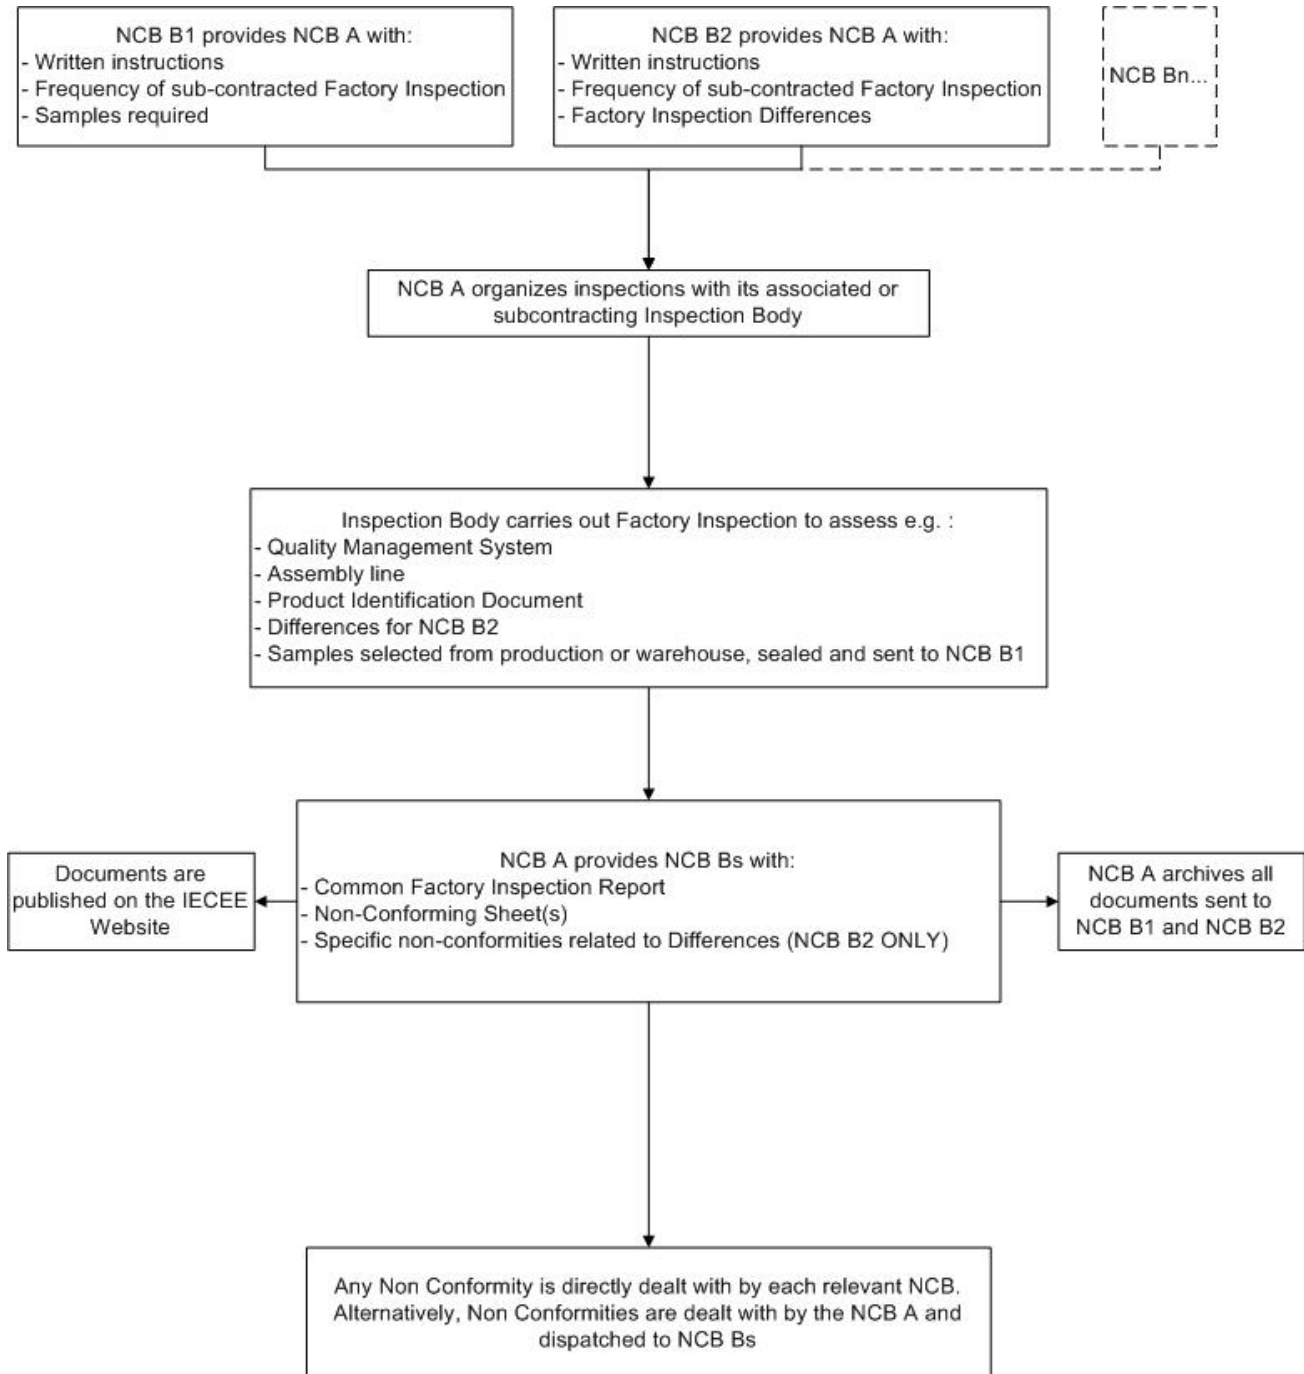 NCB B1 provides NCB A with:
- Written instructions
- Frequency of sub-contracted Factory Inspection
- Samples required
NCB B2 provides NCB A with:
- Written instructions
- Frequency of sub-contracted Factory Inspection
- Factory Inspection Differences
NCB Bn...
NCB A organizes inspections with its associated or
subcontracting Inspection Body
Inspection Body carries out Factory Inspection to assess e.g. :
- Quality Management System
- Assembly line
- Product Identification Document
- Differences for NCB B2
- Samples selected from production or warehouse, sealed and sent to NCB B1
Documents are
published on the IECEE
Website
NCB A provides NCB Bs with:
- Common Factory Inspection Report
- Non-Conforming Sheet(s)
- Specific non-conformities related to Differences (NCB B2 ONLY)
NCB A archives all
documents sent to
NCB B1 and NCB B2
Any Non Conformity is directly dealt with by each relevant NCB.
Alternatively, Non Conformities are dealt with by the NCB A and
dispatched to NCB Bs